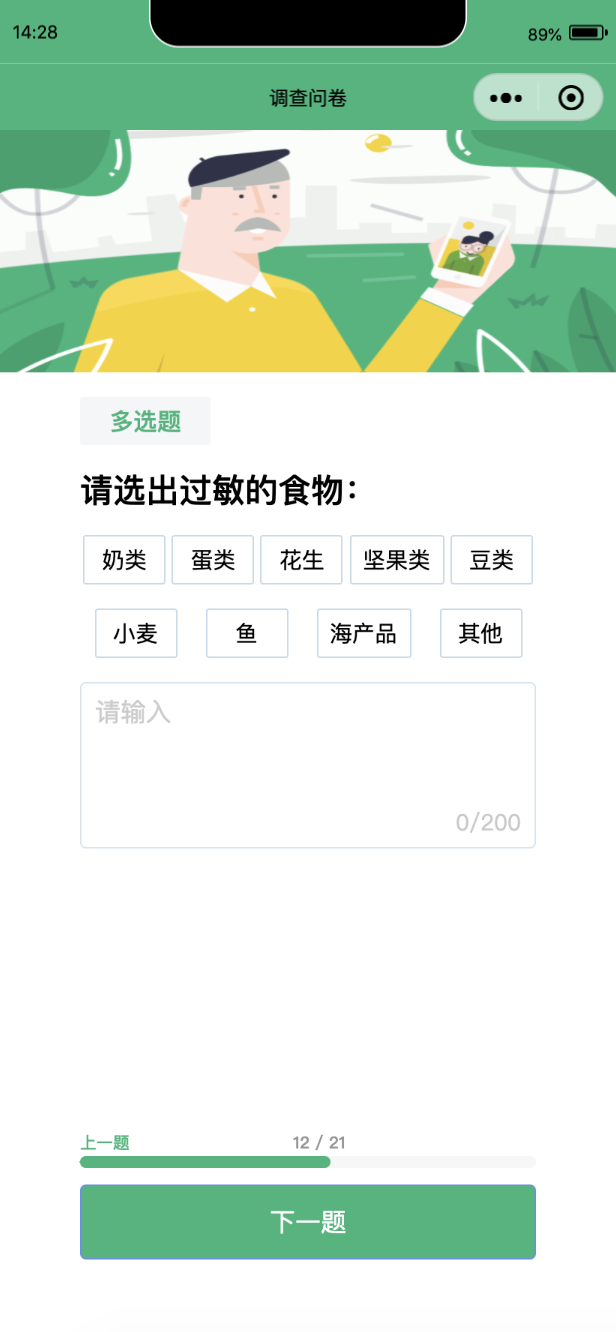 14:28
89%
调查问卷
多选题
请选出过敏的食物：
奶类 蛋类 花生 坚果类 豆类
小麦 鱼 海产品 其他
请输入
0/200
上一题 12 / 21
下一题